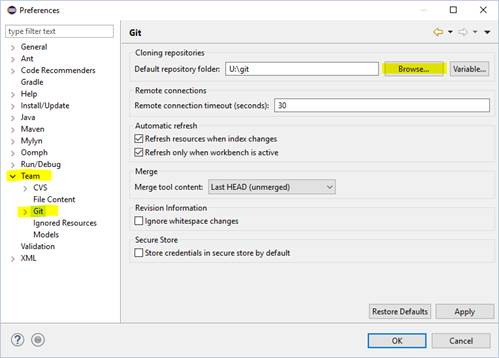 Preferences
type filter text
General
Ant
Code Recommenders
Gradle
Help
Install/Update
Java
Maven
Mylyn
Oomph
Run/Debug
Team
CVS
File Content
Git
Ignored Resources
Models
Validation
XML
Git
Cloning repositories
Default repository folder: U:\git Browse... Variable...
Remote connections
Remote connection timeout (seconds): 30
Automatic refresh
Refresh resources when index changes
Refresh only when workbench is active
Merge
Merge tool content: Last HEAD (unmerged)
Revision Information
Ignore whitespace changes
Secure Store
Store credentials in secure store by default
Restore Defaults Apply
? OK Cancel